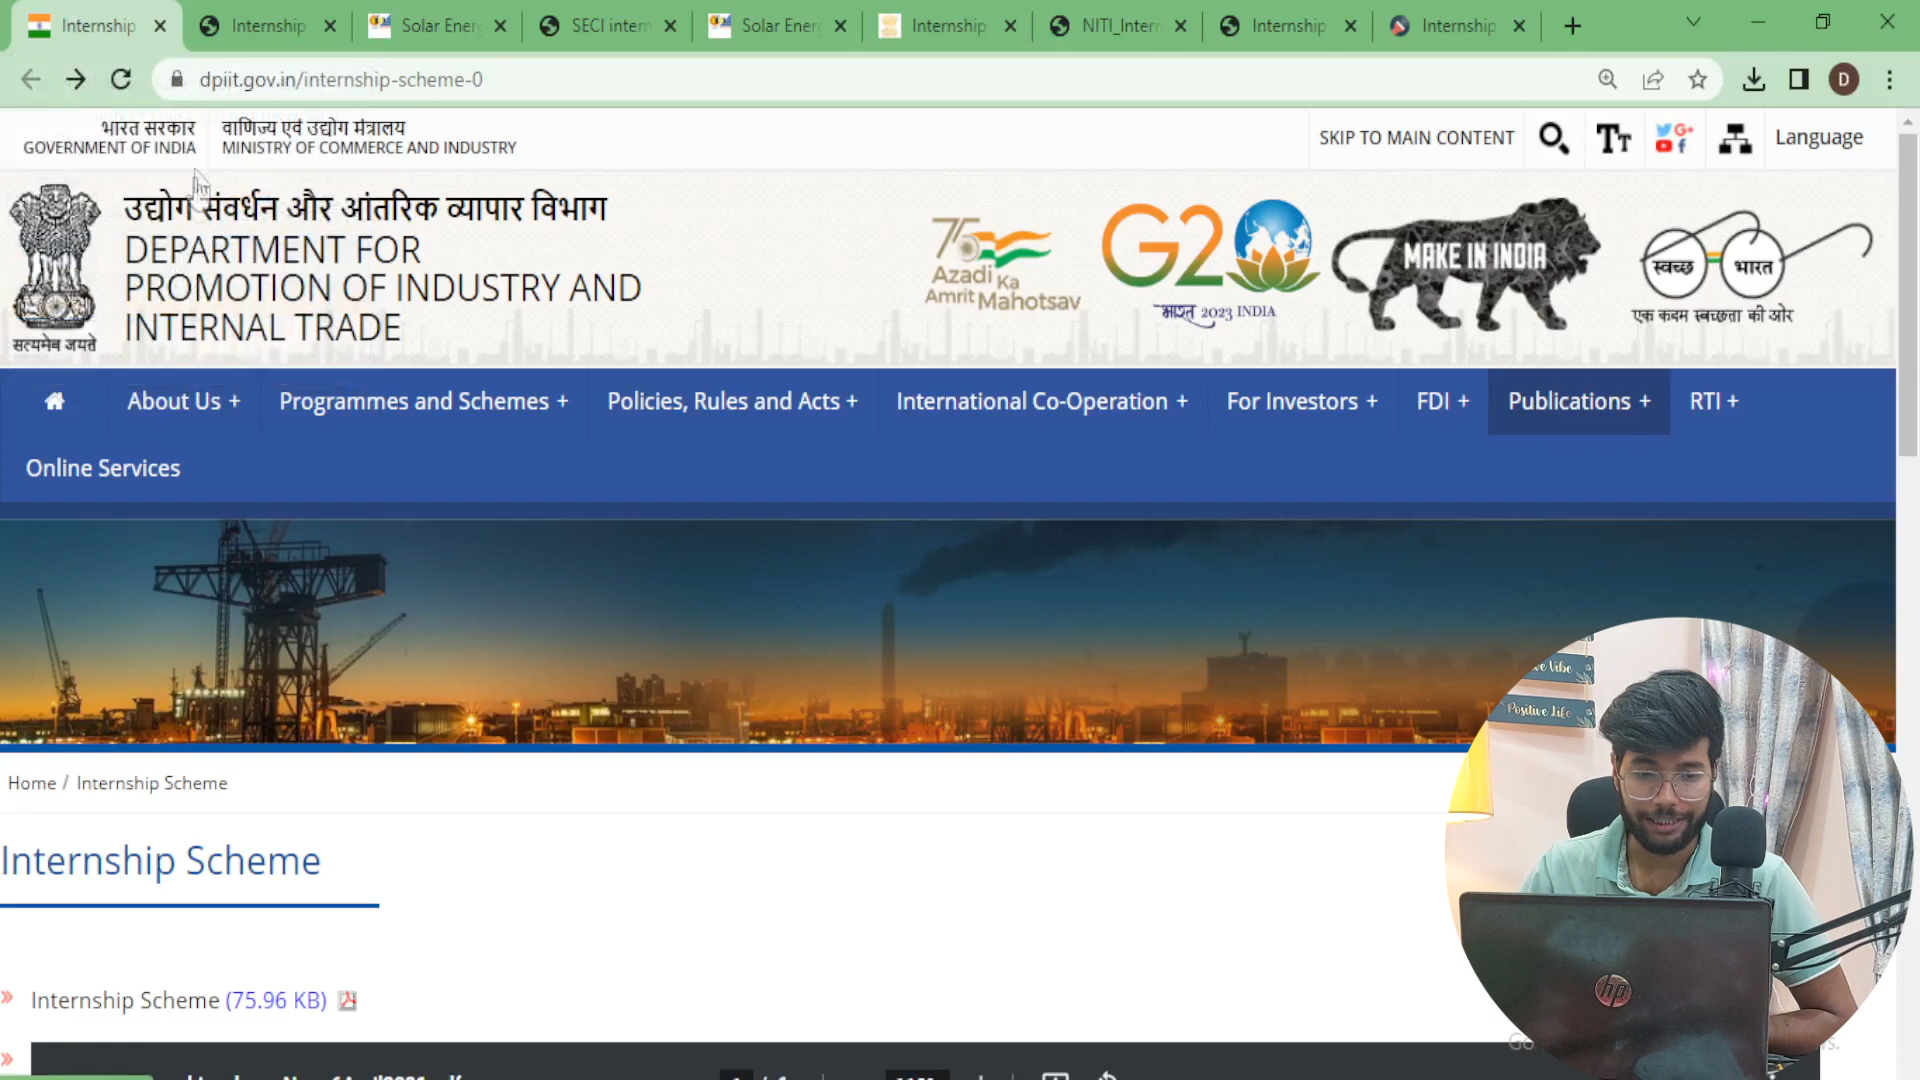 Internship
Internship
Solar Ener
SECI intern
Solar Ener
Internship
NITI_Intern
Internship
Internship
dpiit.gov.in/internship-scheme-0
D
भारत सरकार
GOVERNMENT OF INDIA
वाणिज्य एवं उद्योग मंत्रालय
MINISTRY OF COMMERCE AND INDUSTRY
SKIP TO MAIN CONTENT
Language
उद्योग संवर्धन और आंतरिक व्यापार विभाग
DEPARTMENT FOR
PROMOTION OF INDUSTRY AND
INTERNAL TRADE
सत्यमेव जयते
75
Azadi Ka
Amrit Mahotsav
G20
भारत 2023 INDIA
MAKE IN INDIA
स्वच्छ भारत
एक कदम स्वच्छता की ओर
About Us +
Programmes and Schemes +
Policies, Rules and Acts +
International Co-Operation +
For Investors +
FDI +
Publications +
RTI +
Online Services
Home / Internship Scheme
Internship Scheme
Internship Scheme (75.96 KB)
ve Vibe
Positive Life
hp